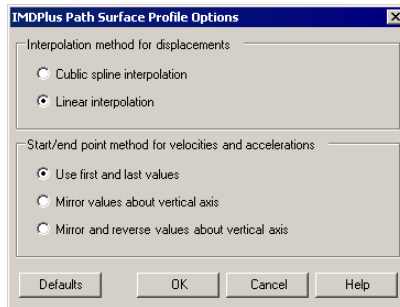 IMDPlus Path Surface Profile Options
Interpolation method for displacements
Cublic spline interpolation
Linear interpolation
Start/end point method for velocities and accelerations
Use first and last values
Mirror values about vertical axis
Mirror and reverse values about vertical axis
Defaults OK Cancel Help